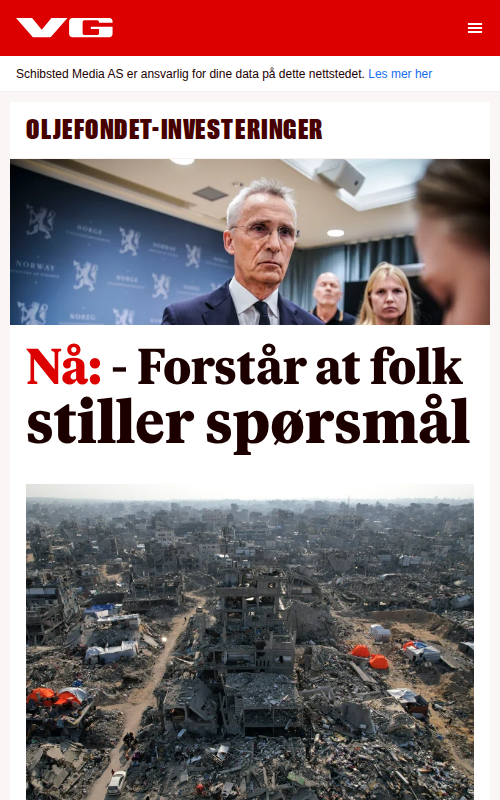 VG
Schibsted Media AS er ansvarlig for dine data på dette nettstedet. Les mer her
OLJEFONDET-INVESTERINGER
NORGE
NORWAY
Nå: - Forstår at folk
stiller spørsmål